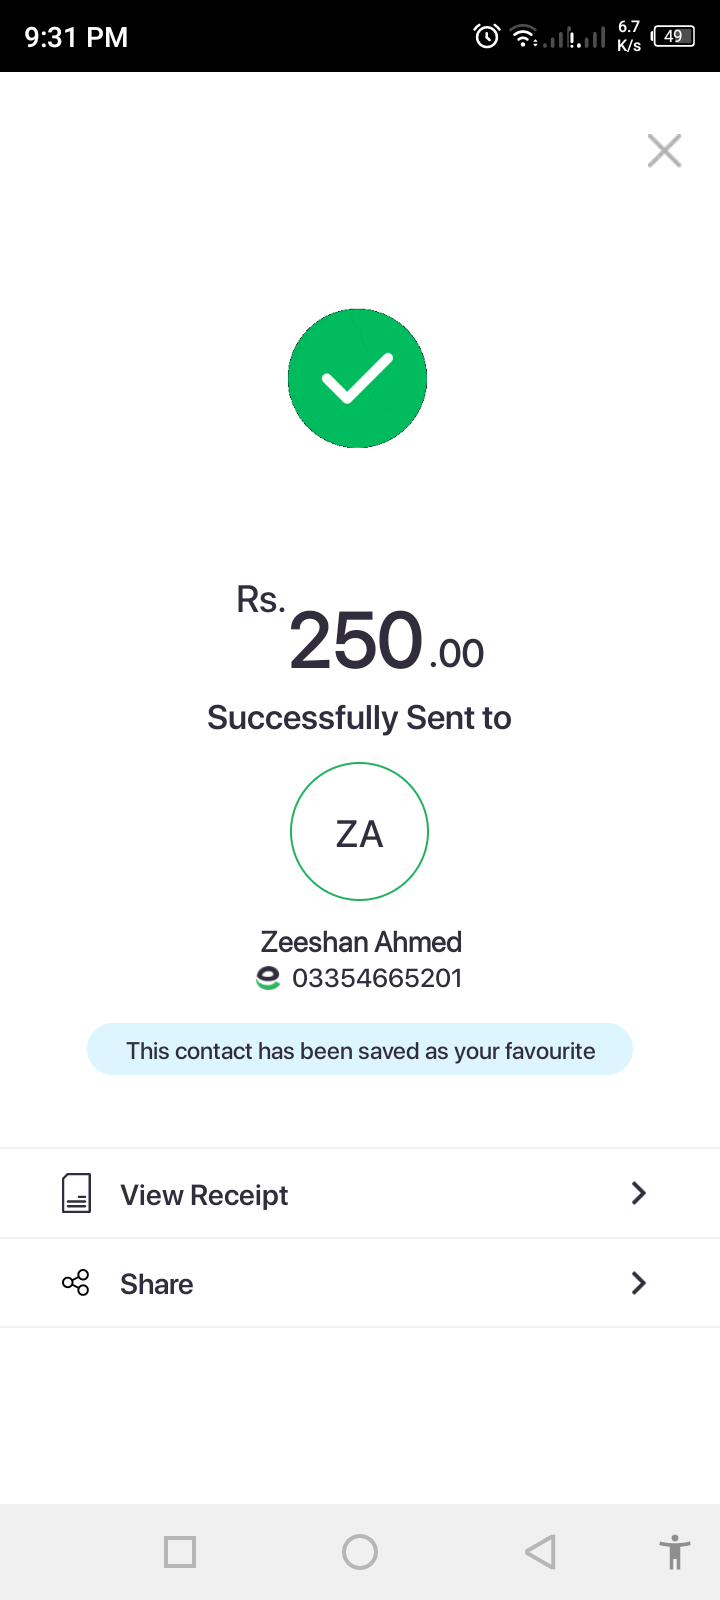 9:31 PM
6.7
K/s
49
Rs.
250.00
Successfully Sent to
ZA
Zeeshan Ahmed
03354665201
This contact has been saved as your favourite
View Receipt
Share